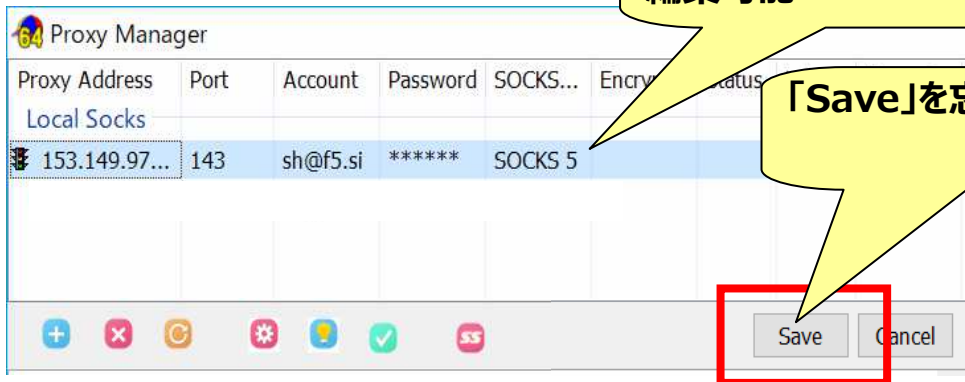 Proxy Manager
Proxy Address Port Account Password SOCKS... Status
Local Socks
153.149.97... 143 sh@f5.si ****** SOCKS 5
「Save」を忘
SS
Save Cancel